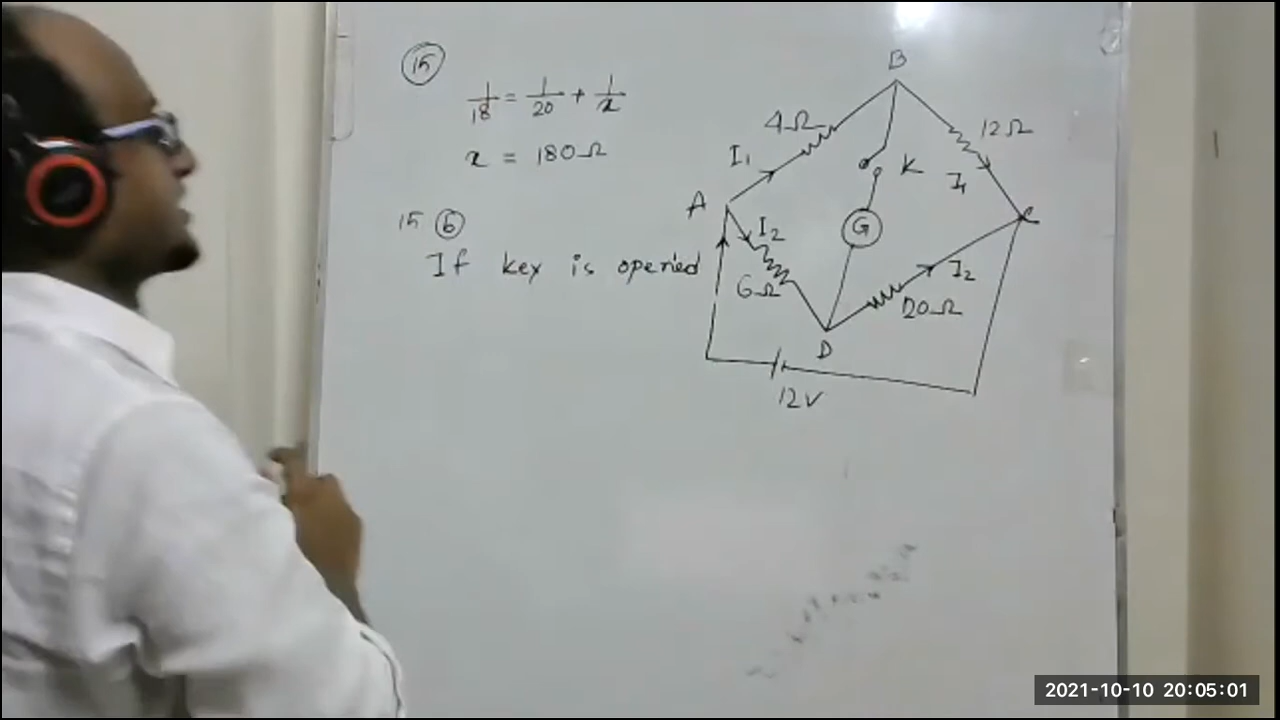 15
1/18 = 1/20 + 1/x
x = 180Ω
15 b
If key is opened
B
4Ω
12Ω
I₁
K
I₁
A
C
I₂
G
6Ω
I₂
20Ω
D
12V
2021-10-10 20:05:01